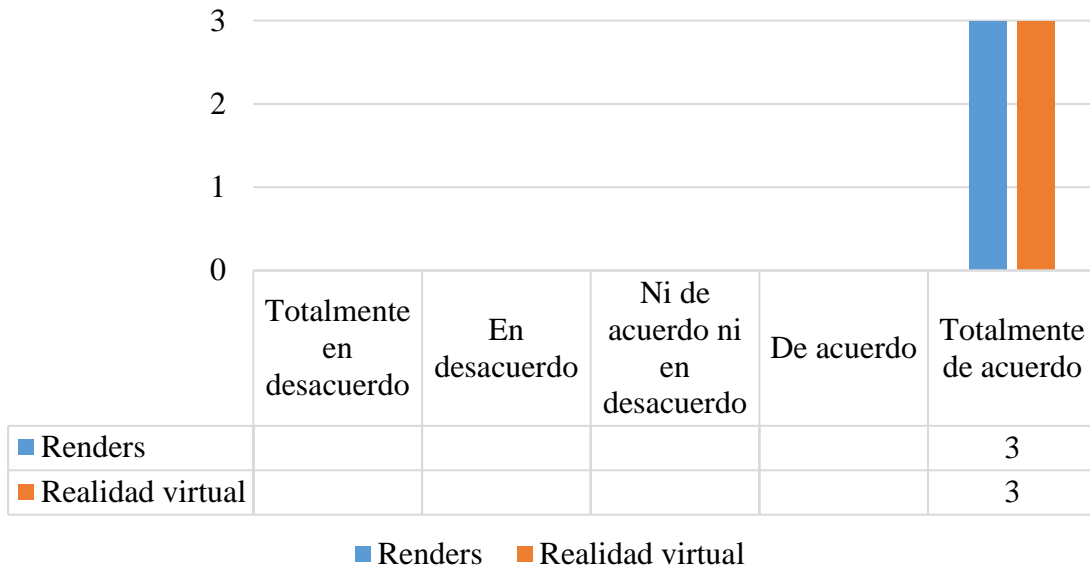 3
2
1
0
Totalmente
en
desacuerdo
En
desacuerdo
Ni de
acuerdo ni
en
desacuerdo
De acuerdo
Totalmente
de acuerdo
Renders 3
Realidad virtual 3
Renders Realidad virtual